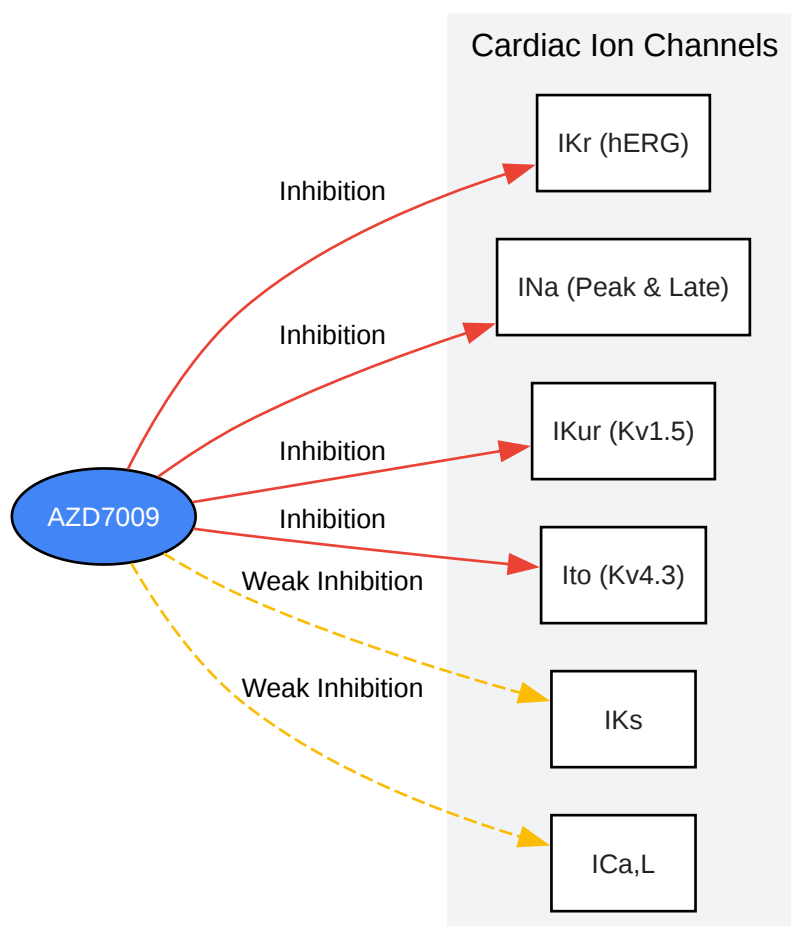 Cardiac Ion Channels
IKr (hERG)
Inhibition
INa (Peak & Late)
Inhibition
IKur (Kv1.5)
Inhibition
AZD7009
Inhibition
Ito (Kv4.3)
Weak Inhibition
Weak Inhibition
IKs
ICa,L